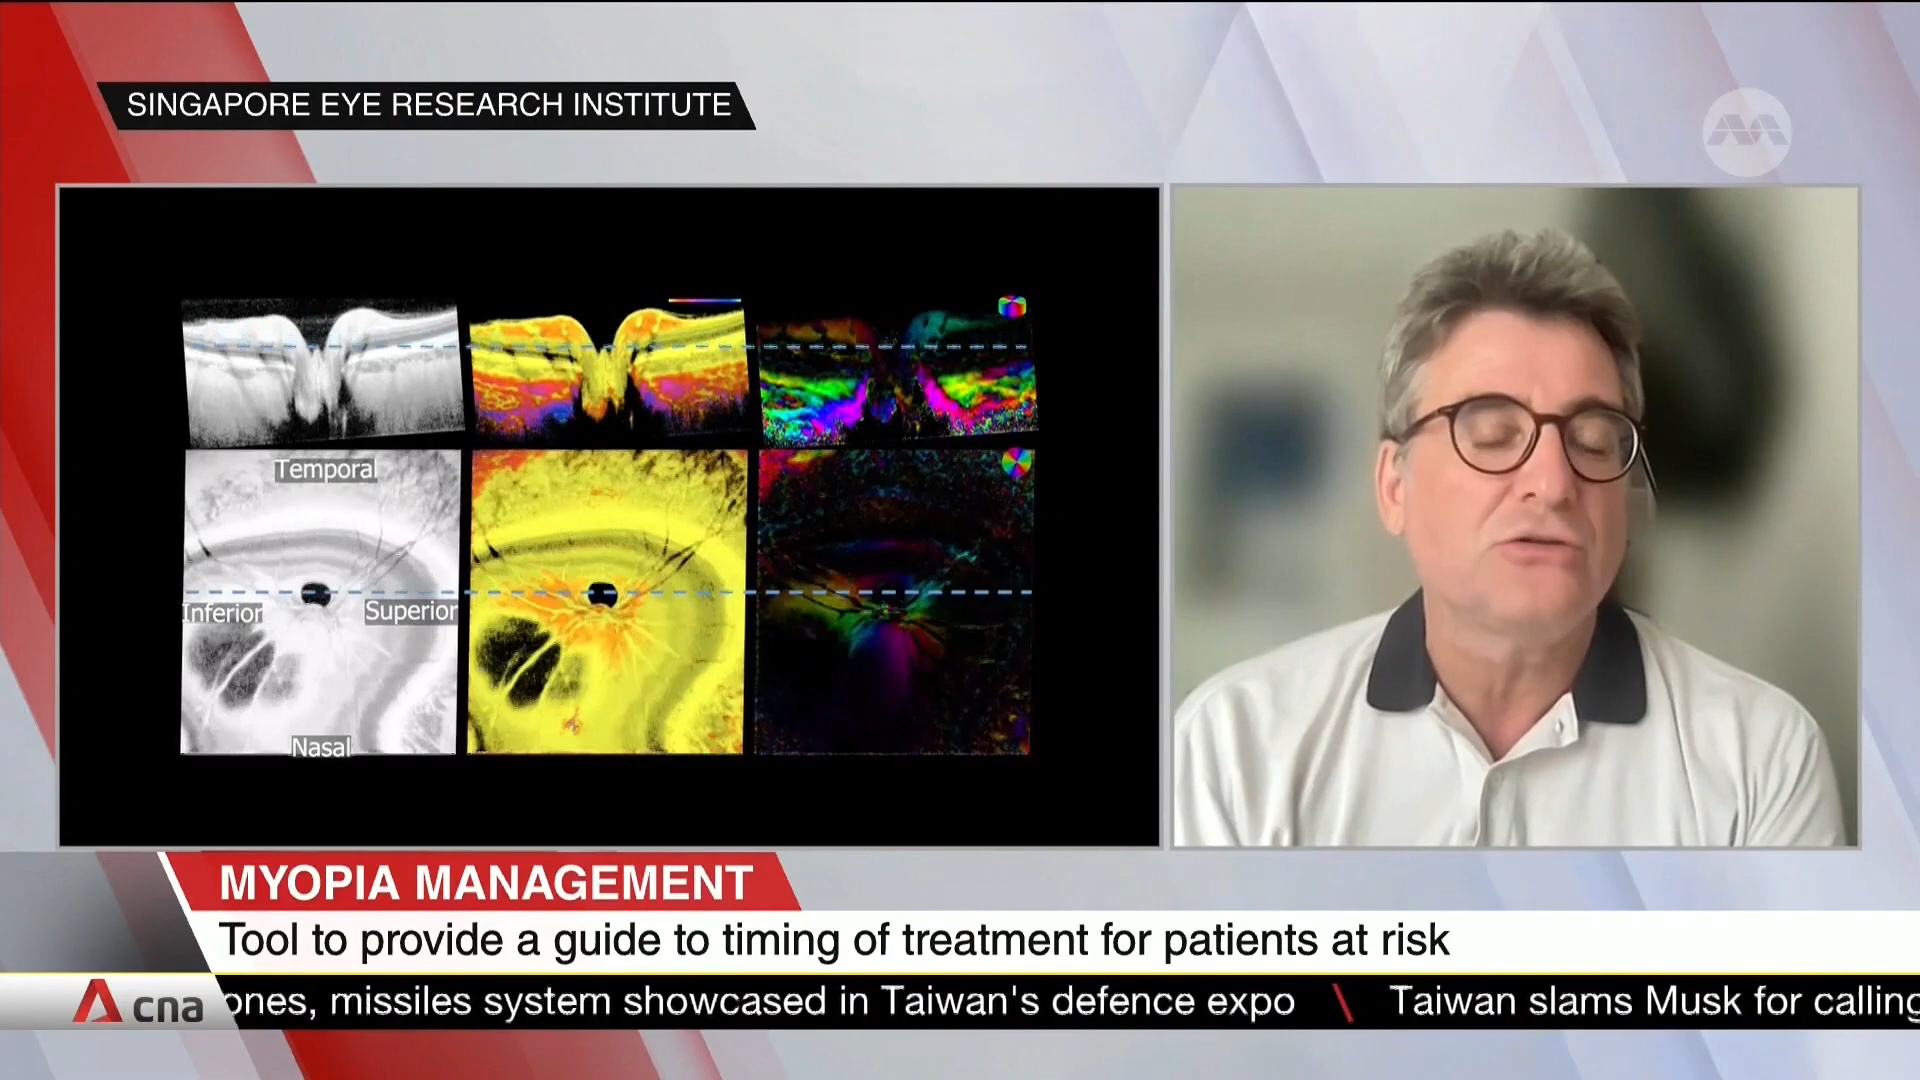 SINGAPORE EYE RESEARCH INSTITUTE
Temporal
Inferior
Superior
Nasal
MYOPIA MANAGEMENT
Tool to provide a guide to timing of treatment for patients at risk
cna
ones, missiles system showcased in Taiwan's defence expo \ Taiwan slams Musk for calling